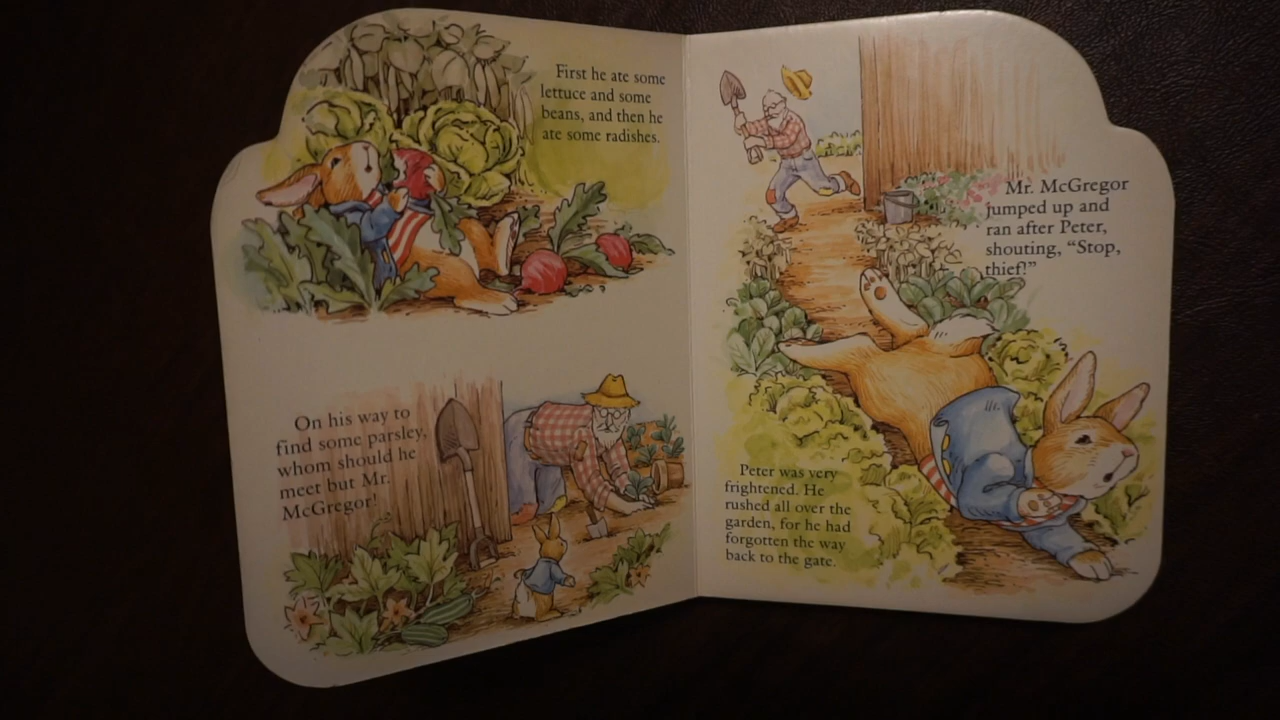 First he ate some
lettuce and some
beans, and then he
ate some radishes.
On his way to
find some parsley,
whom should he
meet but Mr.
McGregor!
Mr. McGregor
jumped up and
ran after Peter,
shouting, “Stop,
thief!”
Peter was very
frightened. He
rushed all over the
garden, for he had
forgotten the way
back to the gate.